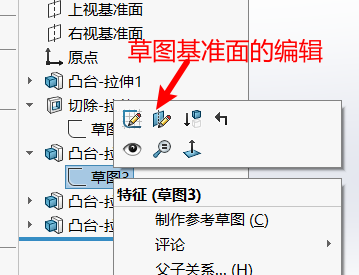 上视基准面
右视基准面
草图基准面的编辑
原点
凸台-拉伸1
切除-拉
草图
凸台-拉
草图3
特征 (草图3)
凸台-拉
制作参考草图 (C)
凸台-拉
评论
父子关系... (H)